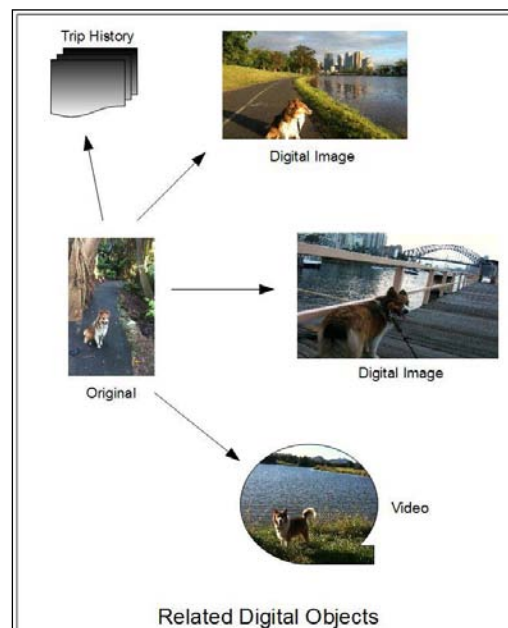 Trip History
Digital Image
Digital Image
Original
Video
Related Digital Objects